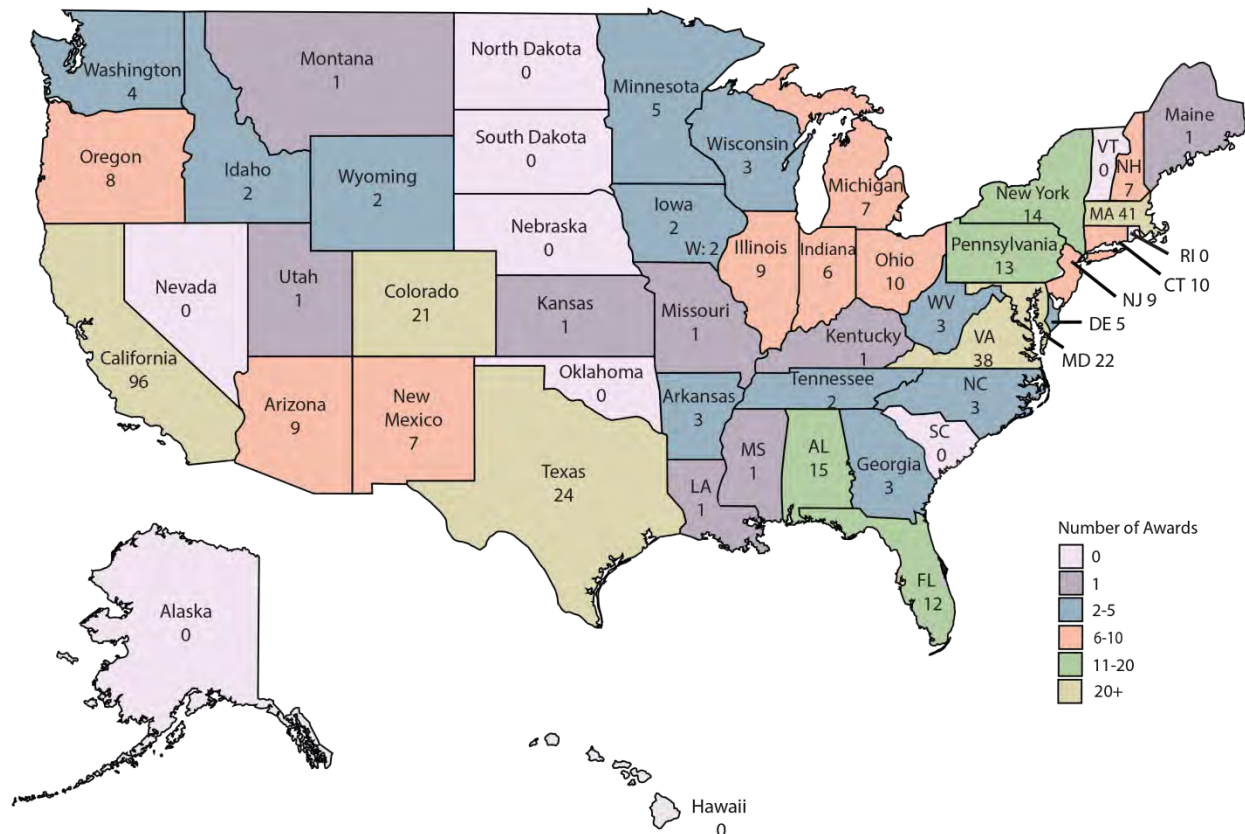 Washington
4
Montana
1
North Dakota
0
Minnesota
5
Maine
1
Oregon
8
Idaho
2
Wyoming
2
South Dakota
0
Wisconsin
3
Michigan
7
VT
0
NH
7
New York
14
MA 41
Nebraska
0
Iowa
2
W: 2
Illinois
9
Indiana
6
Ohio
10
Pennsylvania
13
RI 0
CT 10
NJ 9
DE 5
MD 22
Nevada
0
Utah
1
Colorado
21
Kansas
1
Missouri
1
Kentucky
1
WV
3
VA
38
California
96
Arizona
9
New
Mexico
7
Oklahoma
0
Arkansas
3
Tennessee
2
NC
3
SC
0
Texas
24
LA
1
MS
1
AL
15
Georgia
3
FL
12
Alaska
0
Hawaii
0
Number of Awards
0
1
2-5
6-10
11-20
20+